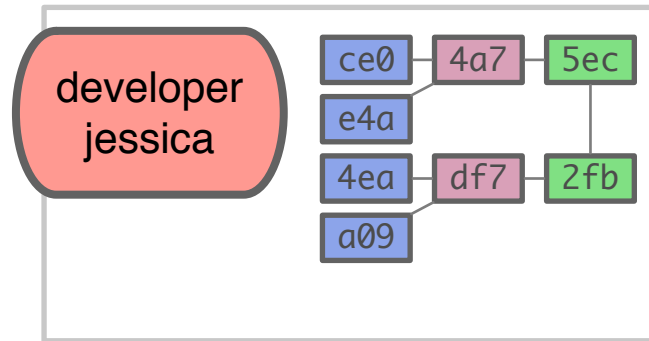 developer
jessica
ce0 4a7 5ec
e4a
4ea df7 2fb
a09